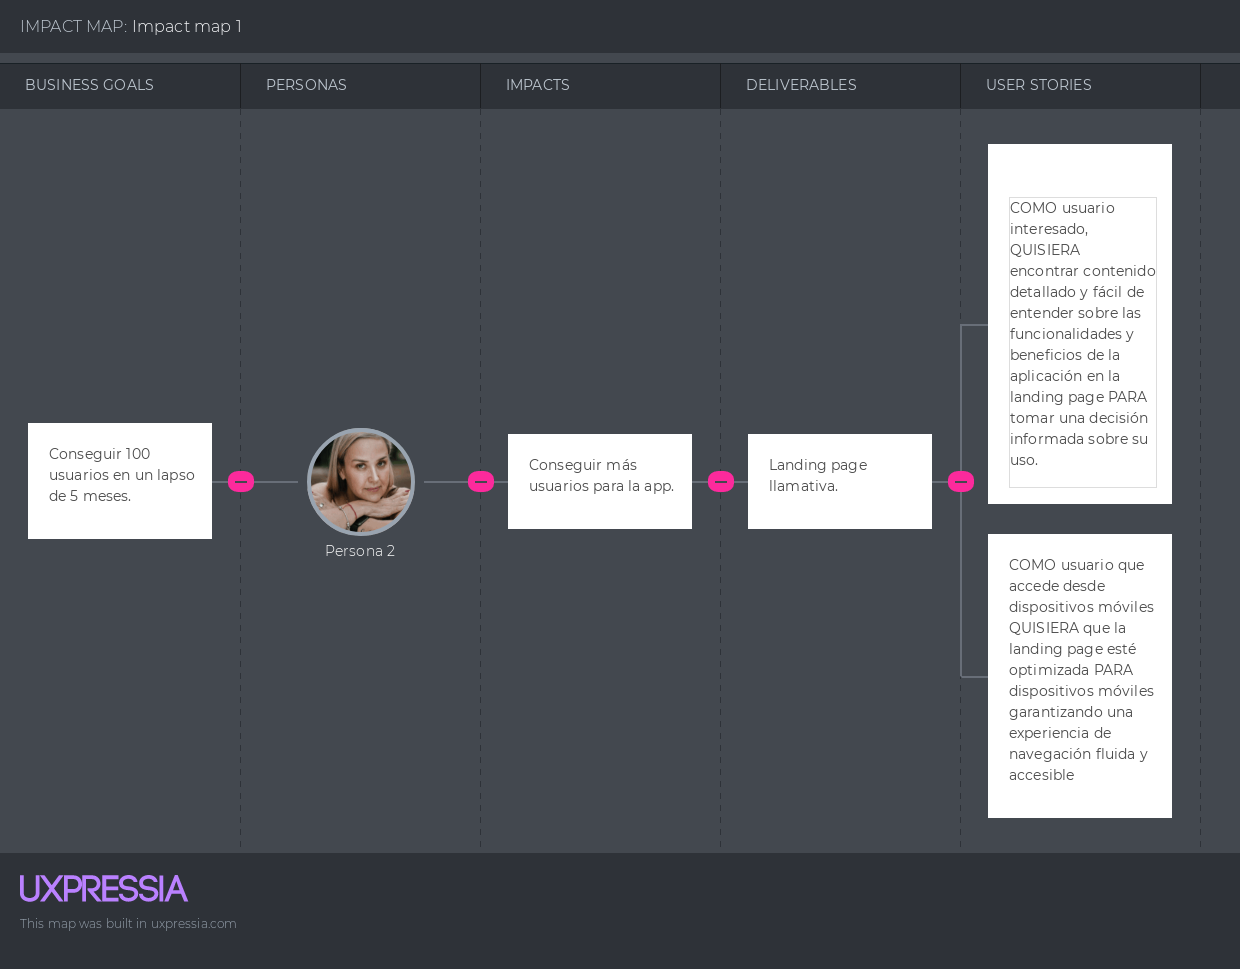 IMPACT MAP: Impact map 1
BUSINESS GOALS
PERSONAS
IMPACTS
DELIVERABLES
USER STORIES
Conseguir 100
usuarios en un lapso
de 5 meses.
Persona 2
Conseguir más
usuarios para la app.
Landing page
llamativa.
COMO usuario
interesado,
QUISIERA
encontrar contenido
detallado y fácil de
entender sobre las
funcionalidades y
beneficios de la
aplicación en la
landing page PARA
tomar una decisión
informada sobre su
uso.
COMO usuario que
accede desde
dispositivos móviles
QUISIERA que la
landing page esté
optimizada PARA
dispositivos móviles
garantizando una
experiencia de
navegación fluida y
accesible
UXPRESSIA
This map was built in uxpressia.com